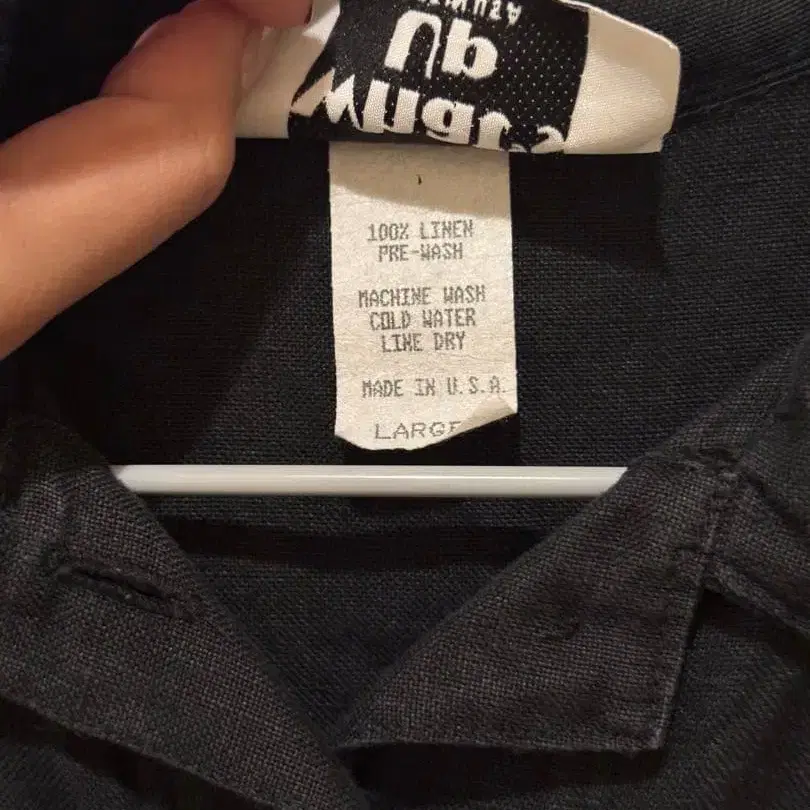 100% LINEN
PRE-WASH
MACHINE WASH
COLD WATER
LINE DRY
MADE IN U.S.A.
LARGE